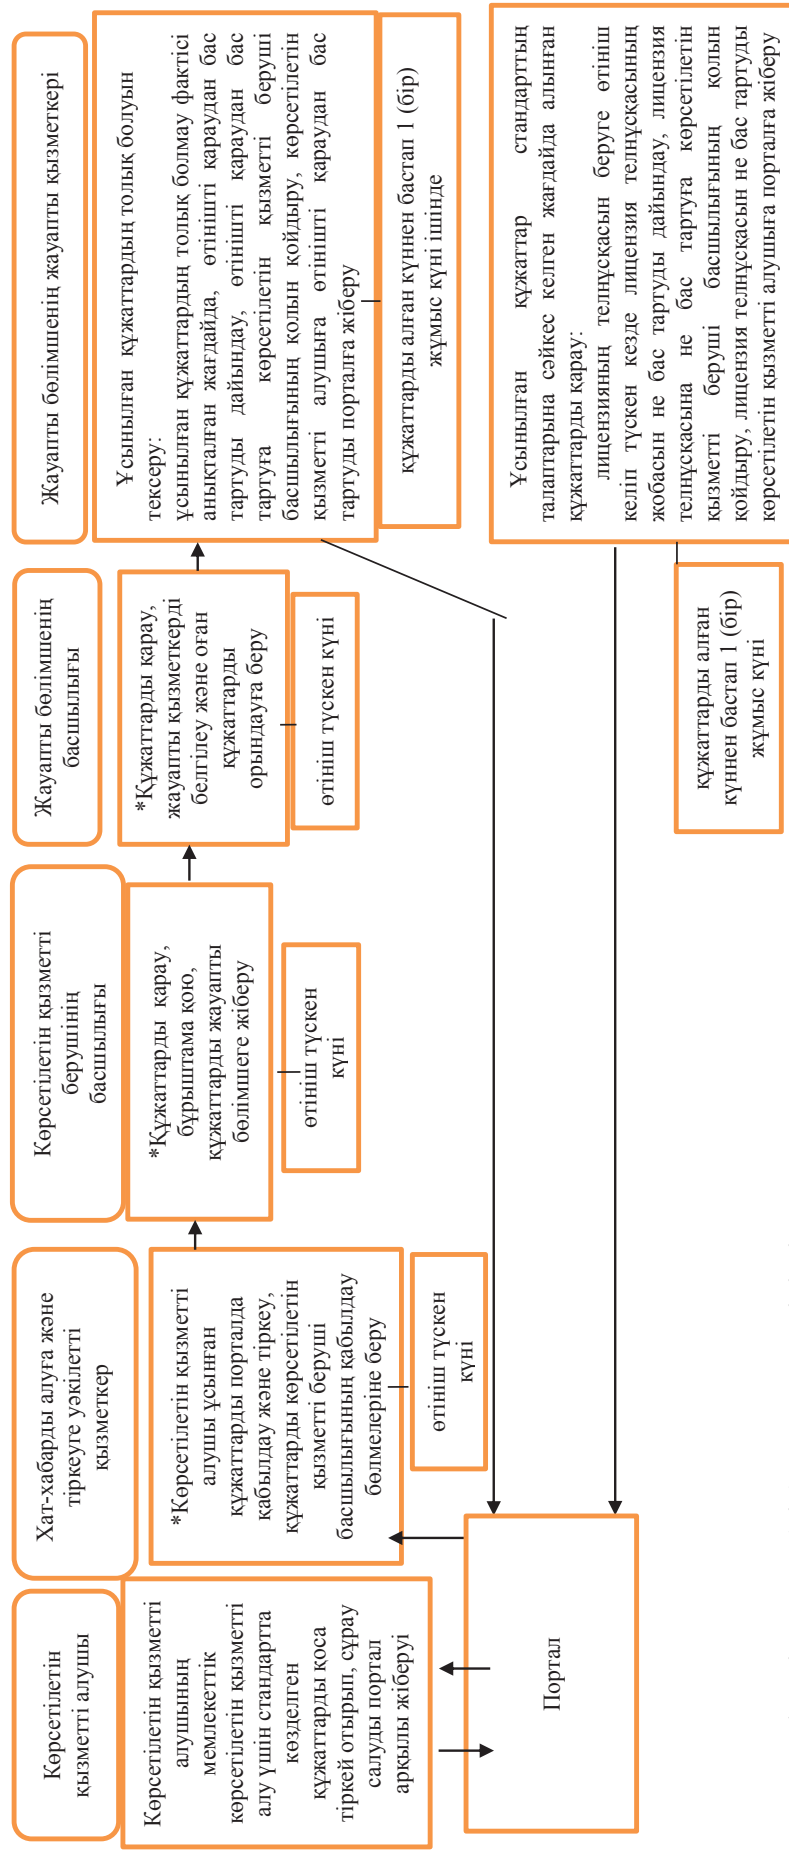 Көрсетілетін
қызметті алушы
Хат-хабарды алуға және
тіркеуге уәкілетті
қызметкер
Көрсетілетін қызметті
берушінің
басшылығы
Жауапты бөлімшенің
басшылығы
Жауапты бөлімшенің жауапты қызметкері
Көрсетілетін қызметті
алушының
мемлекеттік
көрсетілетін қызметті
алу үшін стандартта
көзделген
құжаттарды қоса
тіркей отырып, сұрау
салуды портал
арқылы жіберуі
*Көрсетілетін қызметті
алушы ұсынған
құжаттарды порталда
қабылдау және тіркеу,
құжаттарды көрсетілетін
қызметті беруші
басшылығының қабылдау
бөлмелеріне беру
өтініш түскен
күні
*Құжаттарды қарау,
бұрыштама қою,
құжаттарды жауапты
бөлімшеге жіберу
өтініш түскен
күні
*Құжаттарды қарау,
жауапты қызметкерді
белгілеу және оған
құжаттарды
орындауға беру
өтініш түскен күні
Ұсынылған құжаттардың толық болуын
тексеру:
ұсынылған құжаттардың толық болмау фактісі
анықталған жағдайда, өтінішті қараудан бас
тартуды дайындау, өтінішті қараудан бас
тартуға көрсетілетін қызметті беруші
басшылығының қолын қойдыру, көрсетілетін
қызметті алушыға өтінішті қараудан бас
тартуды порталға жіберу
құжаттарды алған күннен бастап 1 (бір)
жұмыс күні ішінде
Портал
Ұсынылған құжаттар стандарттың
талаптарына сәйкес келген жағдайда алынған
құжаттарды қарау:
лицензияның телнұсқасын беруге өтініш
келіп түскен кезде лицензия телнұсқасының
жобасын не бас тартуды дайындау, лицензия
телнұсқасына не бас тартуға көрсетілетін
қызметті беруші басшылығының қолын
қойдыру, лицензия телнұсқасын не бас тартуды
көрсетілетін қызметті алушыға порталға жіберу
құжаттарды алған
күннен бастап 1 (бір)
жұмыс күні